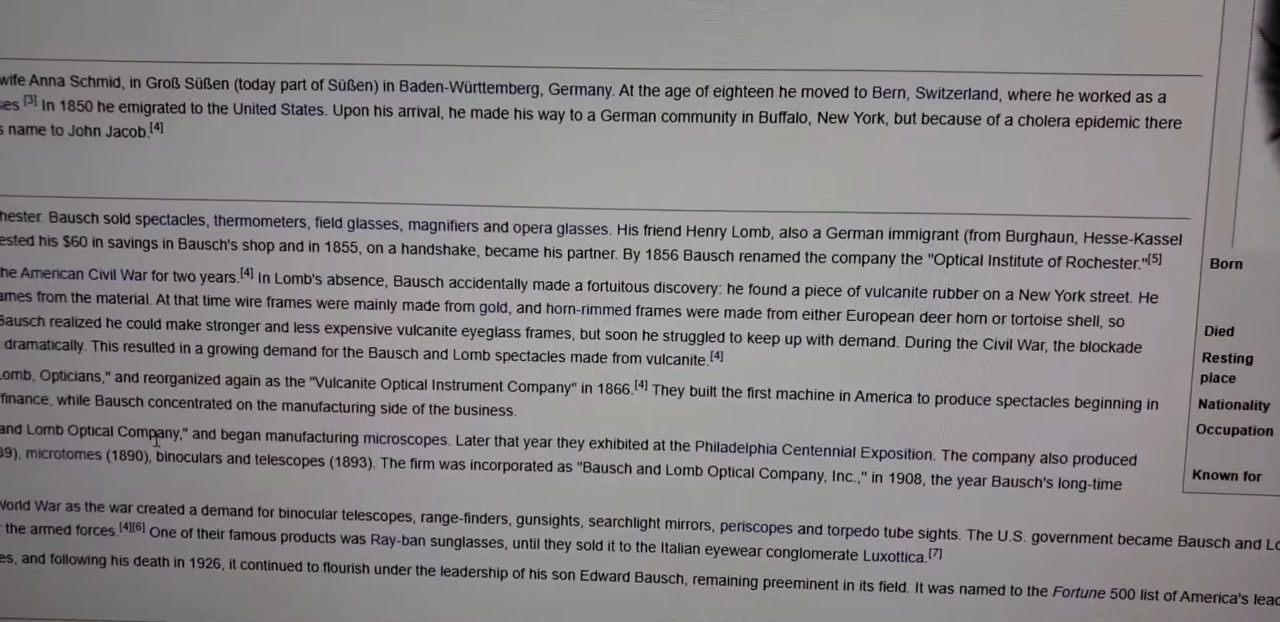 wife Anna Schmid, in Groß Süßen (today part of Süßen) in Baden-Württemberg, Germany. At the age of eighteen he moved to Bern, Switzerland, where he worked as a
es.[3] In 1850 he emigrated to the United States. Upon his arrival, he made his way to a German community in Buffalo, New York, but because of a cholera epidemic there
s name to John Jacob.[4]
hester. Bausch sold spectacles, thermometers, field glasses, magnifiers and opera glasses. His friend Henry Lomb, also a German immigrant (from Burghaun, Hesse-Kassel
ested his $60 in savings in Bausch's shop and in 1855, on a handshake, became his partner. By 1856 Bausch renamed the company the "Optical Institute of Rochester."[5]
he American Civil War for two years.[4] In Lomb's absence, Bausch accidentally made a fortuitous discovery: he found a piece of vulcanite rubber on a New York street. He
ames from the material. At that time wire frames were mainly made from gold, and horn-rimmed frames were made from either European deer horn or tortoise shell, so
Bausch realized he could make stronger and less expensive vulcanite eyeglass frames, but soon he struggled to keep up with demand. During the Civil War, the blockade
dramatically. This resulted in a growing demand for the Bausch and Lomb spectacles made from vulcanite.[4]
omb, Opticians," and reorganized again as the "Vulcanite Optical Instrument Company" in 1866.[4] They built the first machine in America to produce spectacles beginning in
finance, while Bausch concentrated on the manufacturing side of the business.
and Lomb Optical Company," and began manufacturing microscopes. Later that year they exhibited at the Philadelphia Centennial Exposition. The company also produced
89), microtomes (1890), binoculars and telescopes (1893). The firm was incorporated as "Bausch and Lomb Optical Company, Inc.," in 1908, the year Bausch's long-time
World War as the war created a demand for binocular telescopes, range-finders, gunsights, searchlight mirrors, periscopes and torpedo tube sights. The U.S. government became Bausch and Lo
the armed forces.[4][6] One of their famous products was Ray-ban sunglasses, until they sold it to the Italian eyewear conglomerate Luxottica.[7]
es, and following his death in 1926, it continued to flourish under the leadership of his son Edward Bausch, remaining preeminent in its field. It was named to the Fortune 500 list of America's lead
Born
Died
Resting
place
Nationality
Occupation
Known for